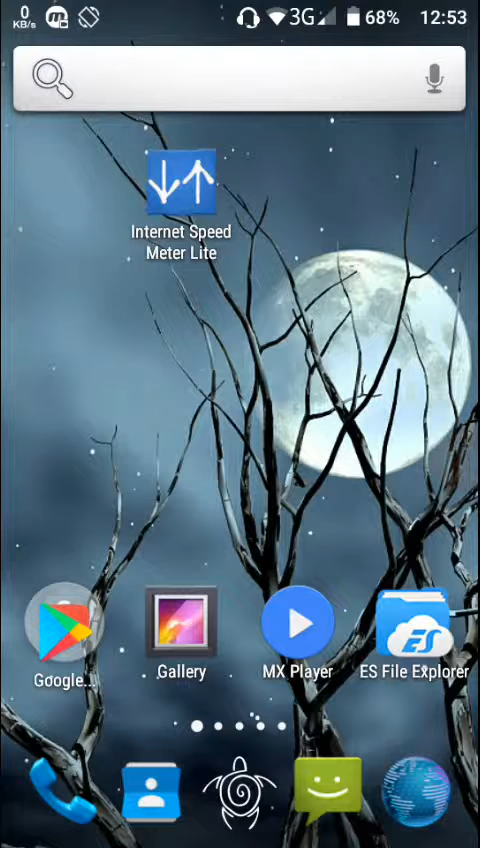 0
KB/s
3G
68%
12:53
Internet Speed
Meter Lite
Google...
Gallery
MX Player
ES File Explorer
ES